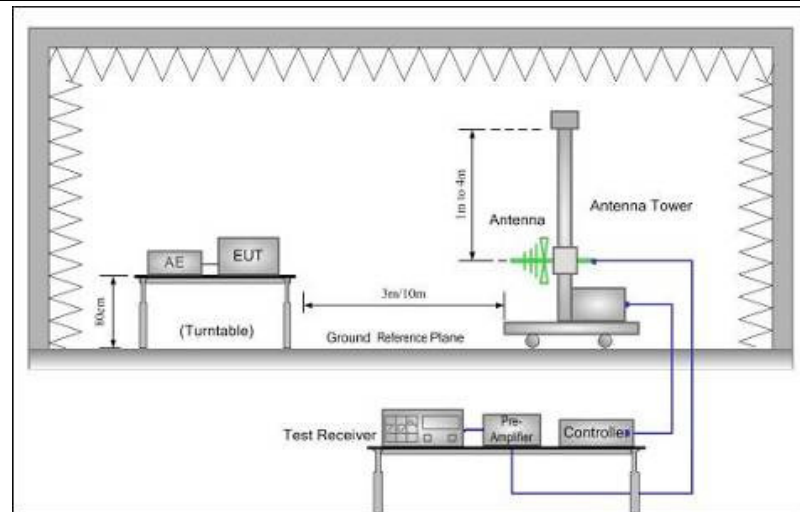 1m to 4m
Antenna
Antenna Tower
AE
EUT
80cm
3m/10m
(Turntable)
Ground Reference Plane
Test Receiver
Pre-
Amplifier
Controller